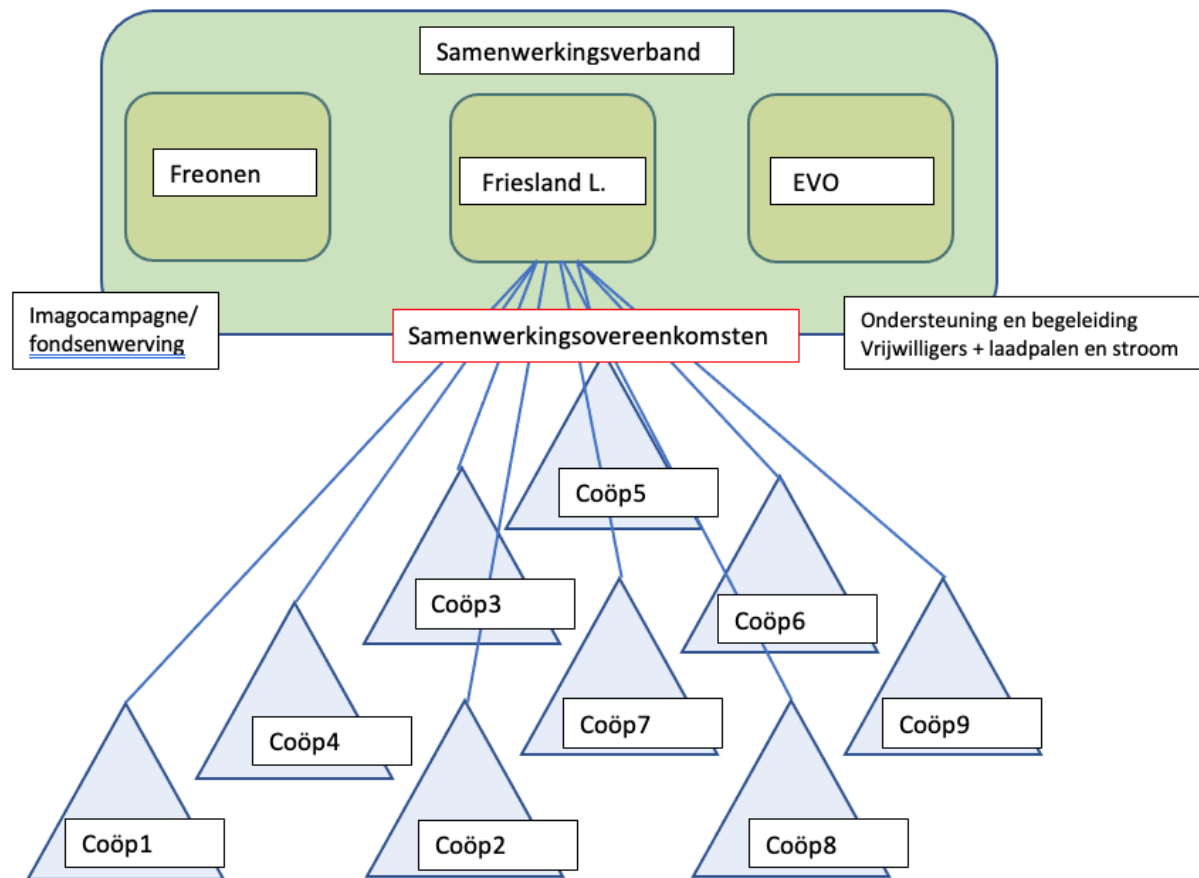 Samenwerkingsverband
Freonen
Friesland L.
EVO
Imagocampagne/
fondsenwerving
Samenwerkingsovereenkomsten
Ondersteuning en begeleiding
Vrijwilligers + laadpalen en stroom
Coöp5
Coöp3
Coöp6
Coöp4
Coöp7
Coöp9
Coöp1
Coöp2
Coöp8